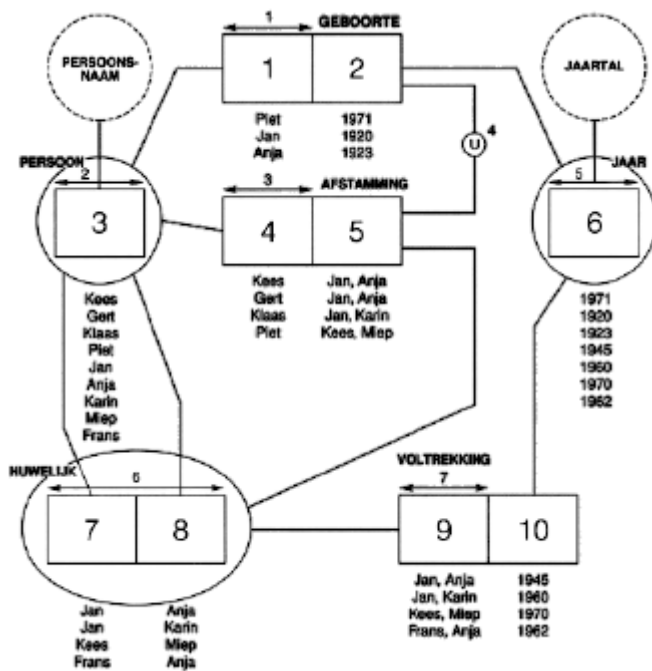 1 GEBOORTE
PERSOONS-
NAAM
1 2
JAARTAL
Piet 1971
Jan 1920
Anja 1923
U 4
PERSOON
2
3
3 AFSTAMMING
4 5
5 JAAR
6
Kees Jan, Anja
Gert Jan, Anja
Klaas Jan, Karin
Piet Kees, Miep
Kees
Gert
Klaas
Piet
Jan
Anja
Karin
Miep
Frans
1971
1920
1923
1945
1960
1970
1962
HUWELIJK
6
7 8
VOLTREKKING
7
9 10
Jan Anja
Jan Karin
Kees Miep
Frans Anja
Jan, Anja 1945
Jan, Karin 1960
Kees, Miep 1970
Frans, Anja 1962